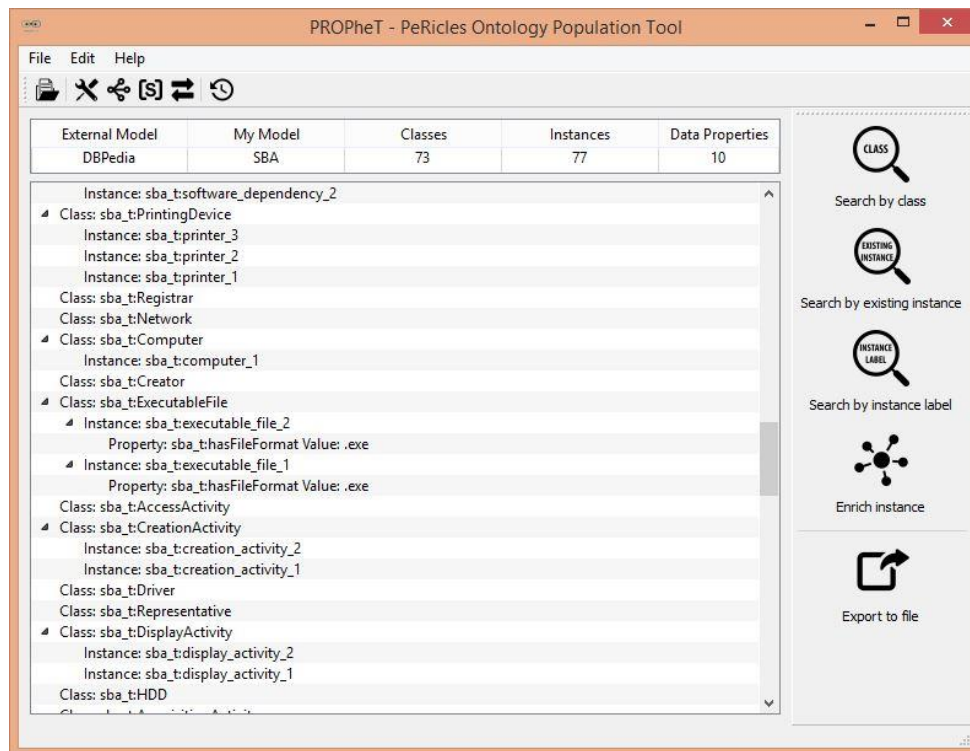 PROPheT - PeRicles Ontology Population Tool
File Edit Help
[S]
External Model My Model Classes Instances Data Properties
DBPedia SBA 73 77 10
Instance: sba_t:software_dependency_2
Class: sba_t:PrintingDevice
Instance: sba_t:printer_3
Instance: sba_t:printer_2
Instance: sba_t:printer_1
Class: sba_t:Registrar
Class: sba_t:Network
Class: sba_t:Computer
Instance: sba_t:computer_1
Class: sba_t:Creator
Class: sba_t:ExecutableFile
Instance: sba_t:executable_file_2
Property: sba_t:hasFileFormat Value: .exe
Instance: sba_t:executable_file_1
Property: sba_t:hasFileFormat Value: .exe
Class: sba_t:AccessActivity
Class: sba_t:CreationActivity
Instance: sba_t:creation_activity_2
Instance: sba_t:creation_activity_1
Class: sba_t:Driver
Class: sba_t:Representative
Class: sba_t:DisplayActivity
Instance: sba_t:display_activity_2
Instance: sba_t:display_activity_1
Class: sba_t:HDD
CLASS
Search by class
EXISTING
INSTANCE
Search by existing instance
INSTANCE
LABEL
Search by instance label
Enrich instance
Export to file